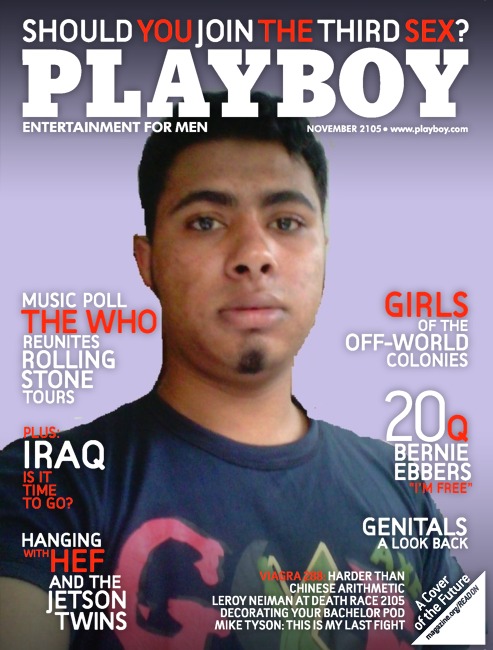 SHOULD YOU JOIN THE THIRD SEX?
PLAYBOY
ENTERTAINMENT FOR MEN
NOVEMBER 2105 • www.playboy.com
MUSIC POLL
THE WHO
REUNITES
ROLLING
STONE
TOURS
PLUS:
IRAQ
IS IT
TIME
TO GO?
HANGING
WITH HEF
AND THE
JETSON
TWINS
GIRLS
OF THE
OFF-WORLD
COLONIES
20Q
BERNIE
EBBERS
"I'M FREE"
GENITALS
A LOOK BACK
VIAGRA 288: HARDER THAN
CHINESE ARITHMETIC
LEROY NEIMAN AT DEATH RACE 2105
DECORATING YOUR BACHELOR POD
MIKE TYSON: THIS IS MY LAST FIGHT
A Cover
of the Future